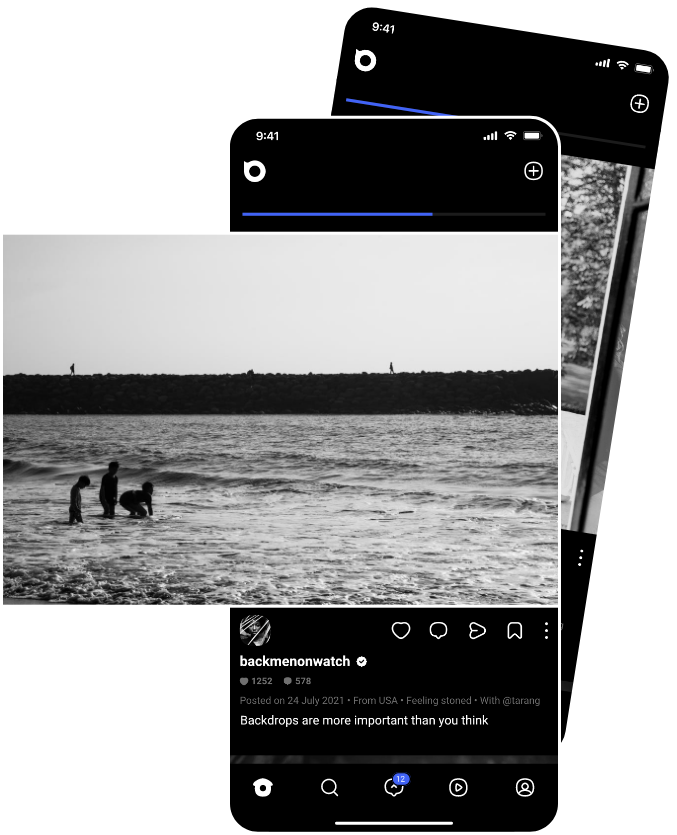 9:41
9:41
backmenonwatch
1252 578
Posted on 24 July 2021 • From USA • Feeling stoned • With @tarang
Backdrops are more important than you think
12